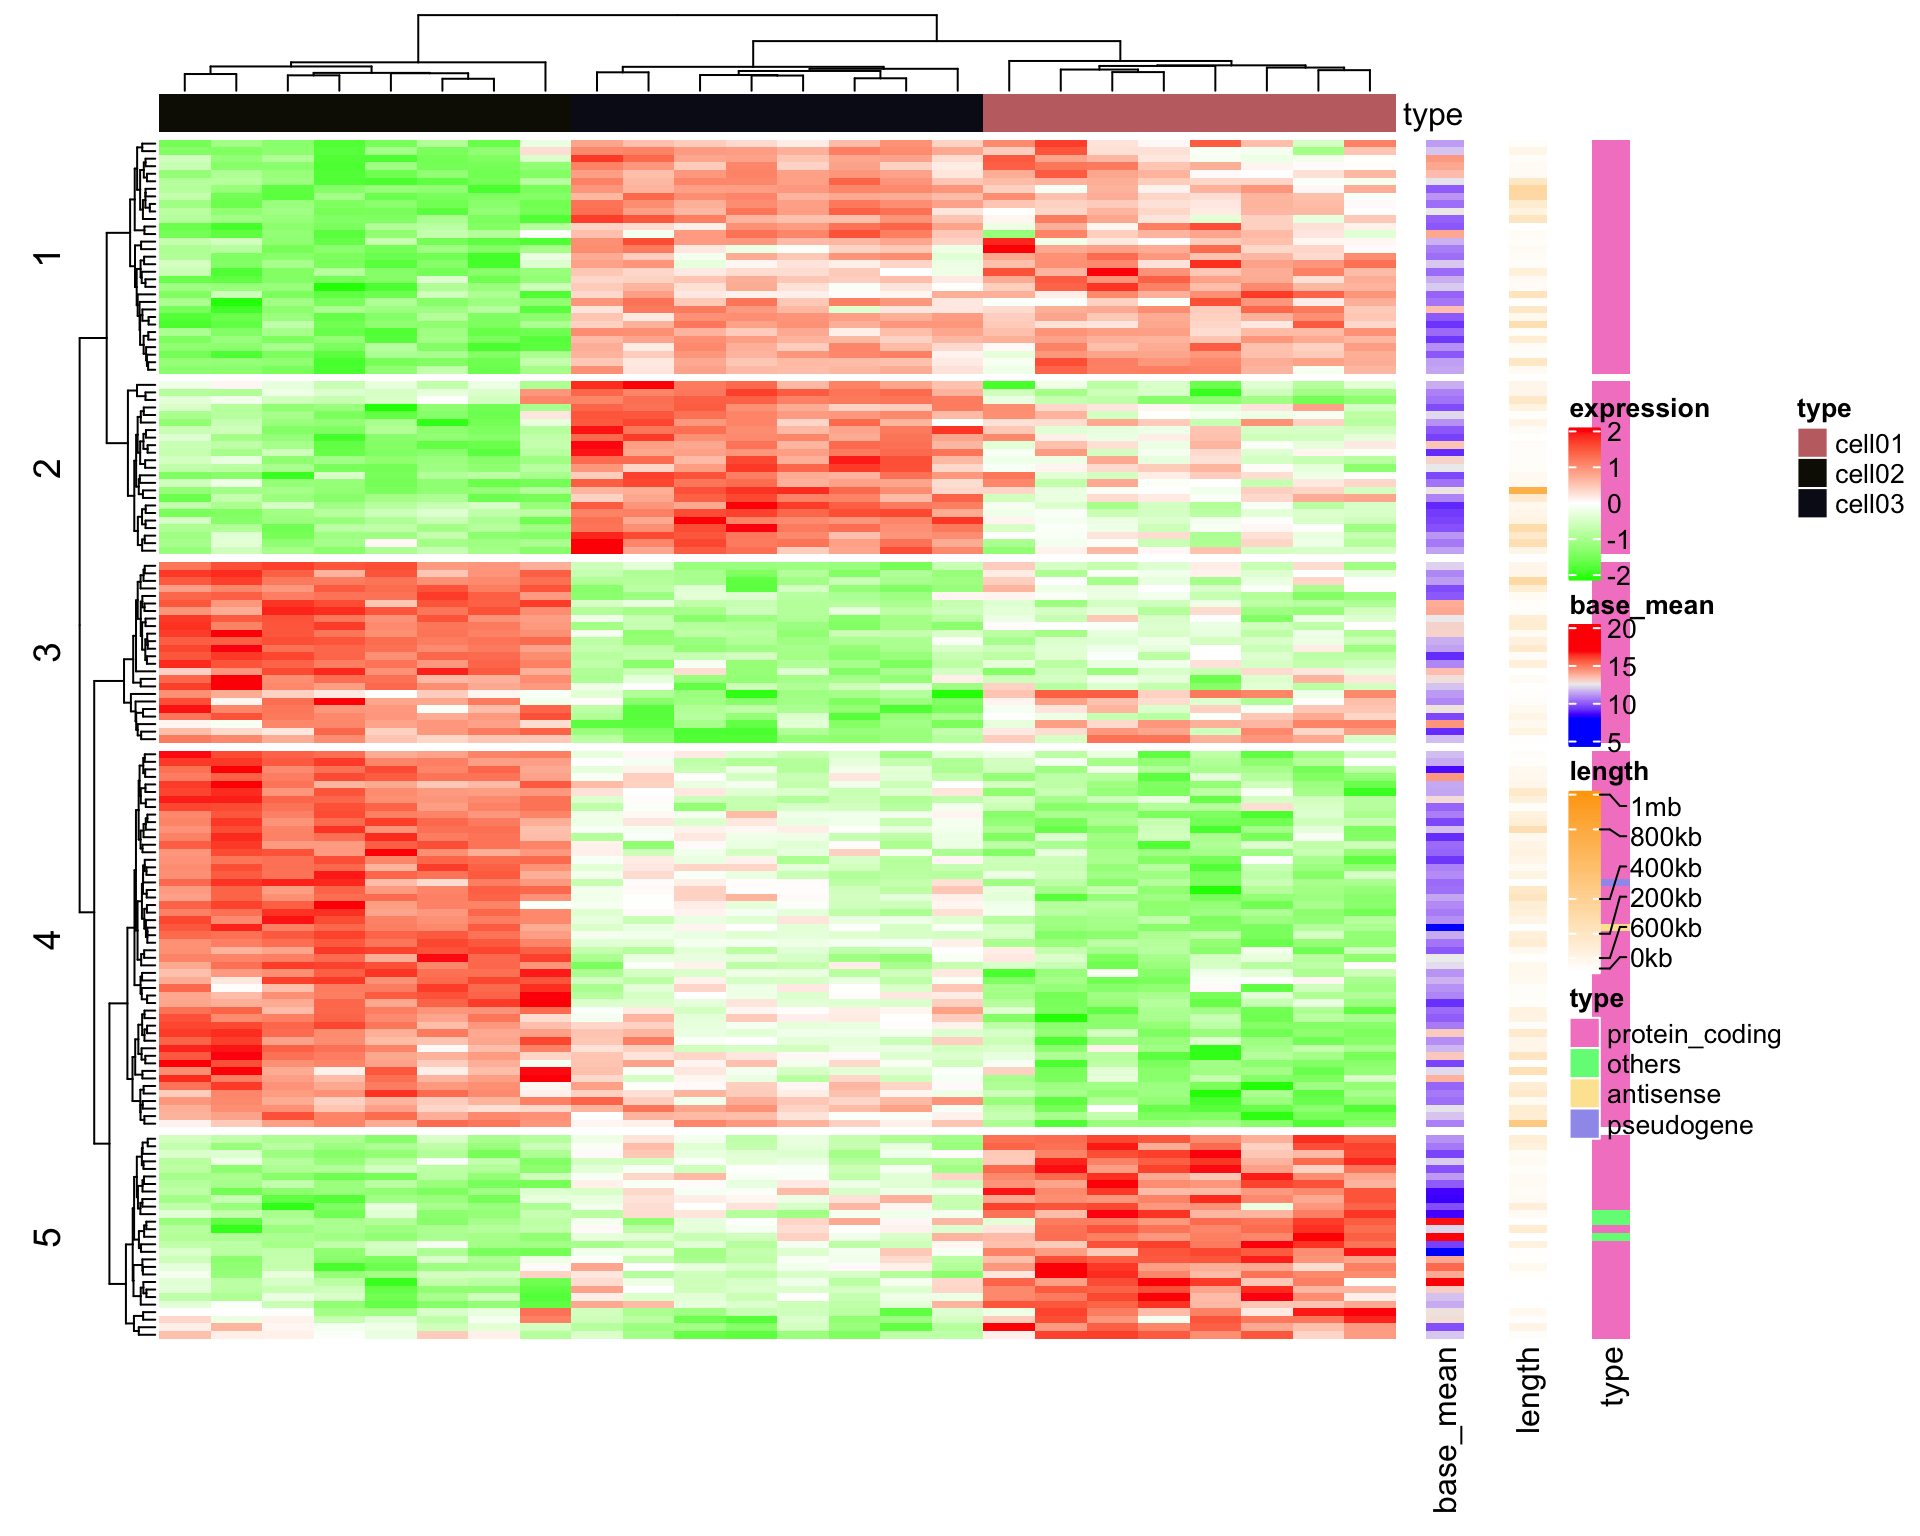 type
1
2
3
4
5
expression
2
1
0
-1
-2
base_mean
20
15
10
5
length
1mb
800kb
400kb
200kb
600kb
0kb
type
protein_coding
others
antisense
pseudogene
type
cell01
cell02
cell03
base_mean
length
type